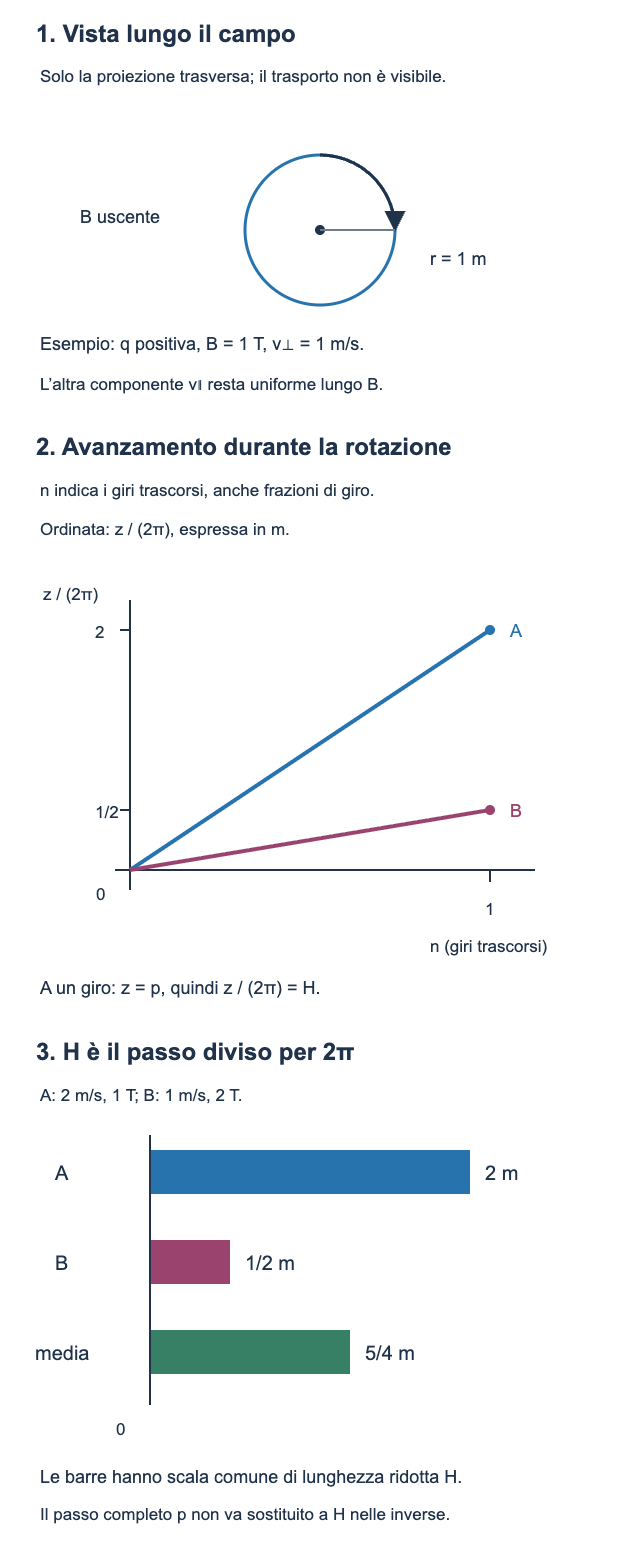 1. Vista lungo il campo
Solo la proiezione trasversa; il trasporto non è visibile.
B uscente
r = 1 m
Esempio: q positiva, B = 1 T, v⊥ = 1 m/s.
L’altra componente v∥ resta uniforme lungo B.
2. Avanzamento durante la rotazione
n indica i giri trascorsi, anche frazioni di giro.
Ordinata: z / (2π), espressa in m.
z / (2π)
2
A
1/2
B
0
1
n (giri trascorsi)
A un giro: z = p, quindi z / (2π) = H.
3. H è il passo diviso per 2π
A: 2 m/s, 1 T; B: 1 m/s, 2 T.
A
2 m
B
1/2 m
media
5/4 m
0
Le barre hanno scala comune di lunghezza ridotta H.
Il passo completo p non va sostituito a H nelle inverse.